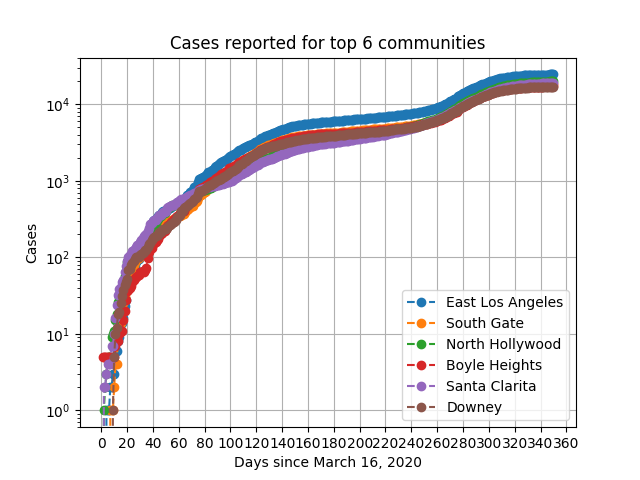 Cases reported for top 6 communities
10⁴
10³
10²
10¹
10⁰
Cases
East Los Angeles
South Gate
North Hollywood
Boyle Heights
Santa Clarita
Downey
0 20 40 60 80 100 120 140 160 180 200 220 240 260 280 300 320 340 360
Days since March 16, 2020